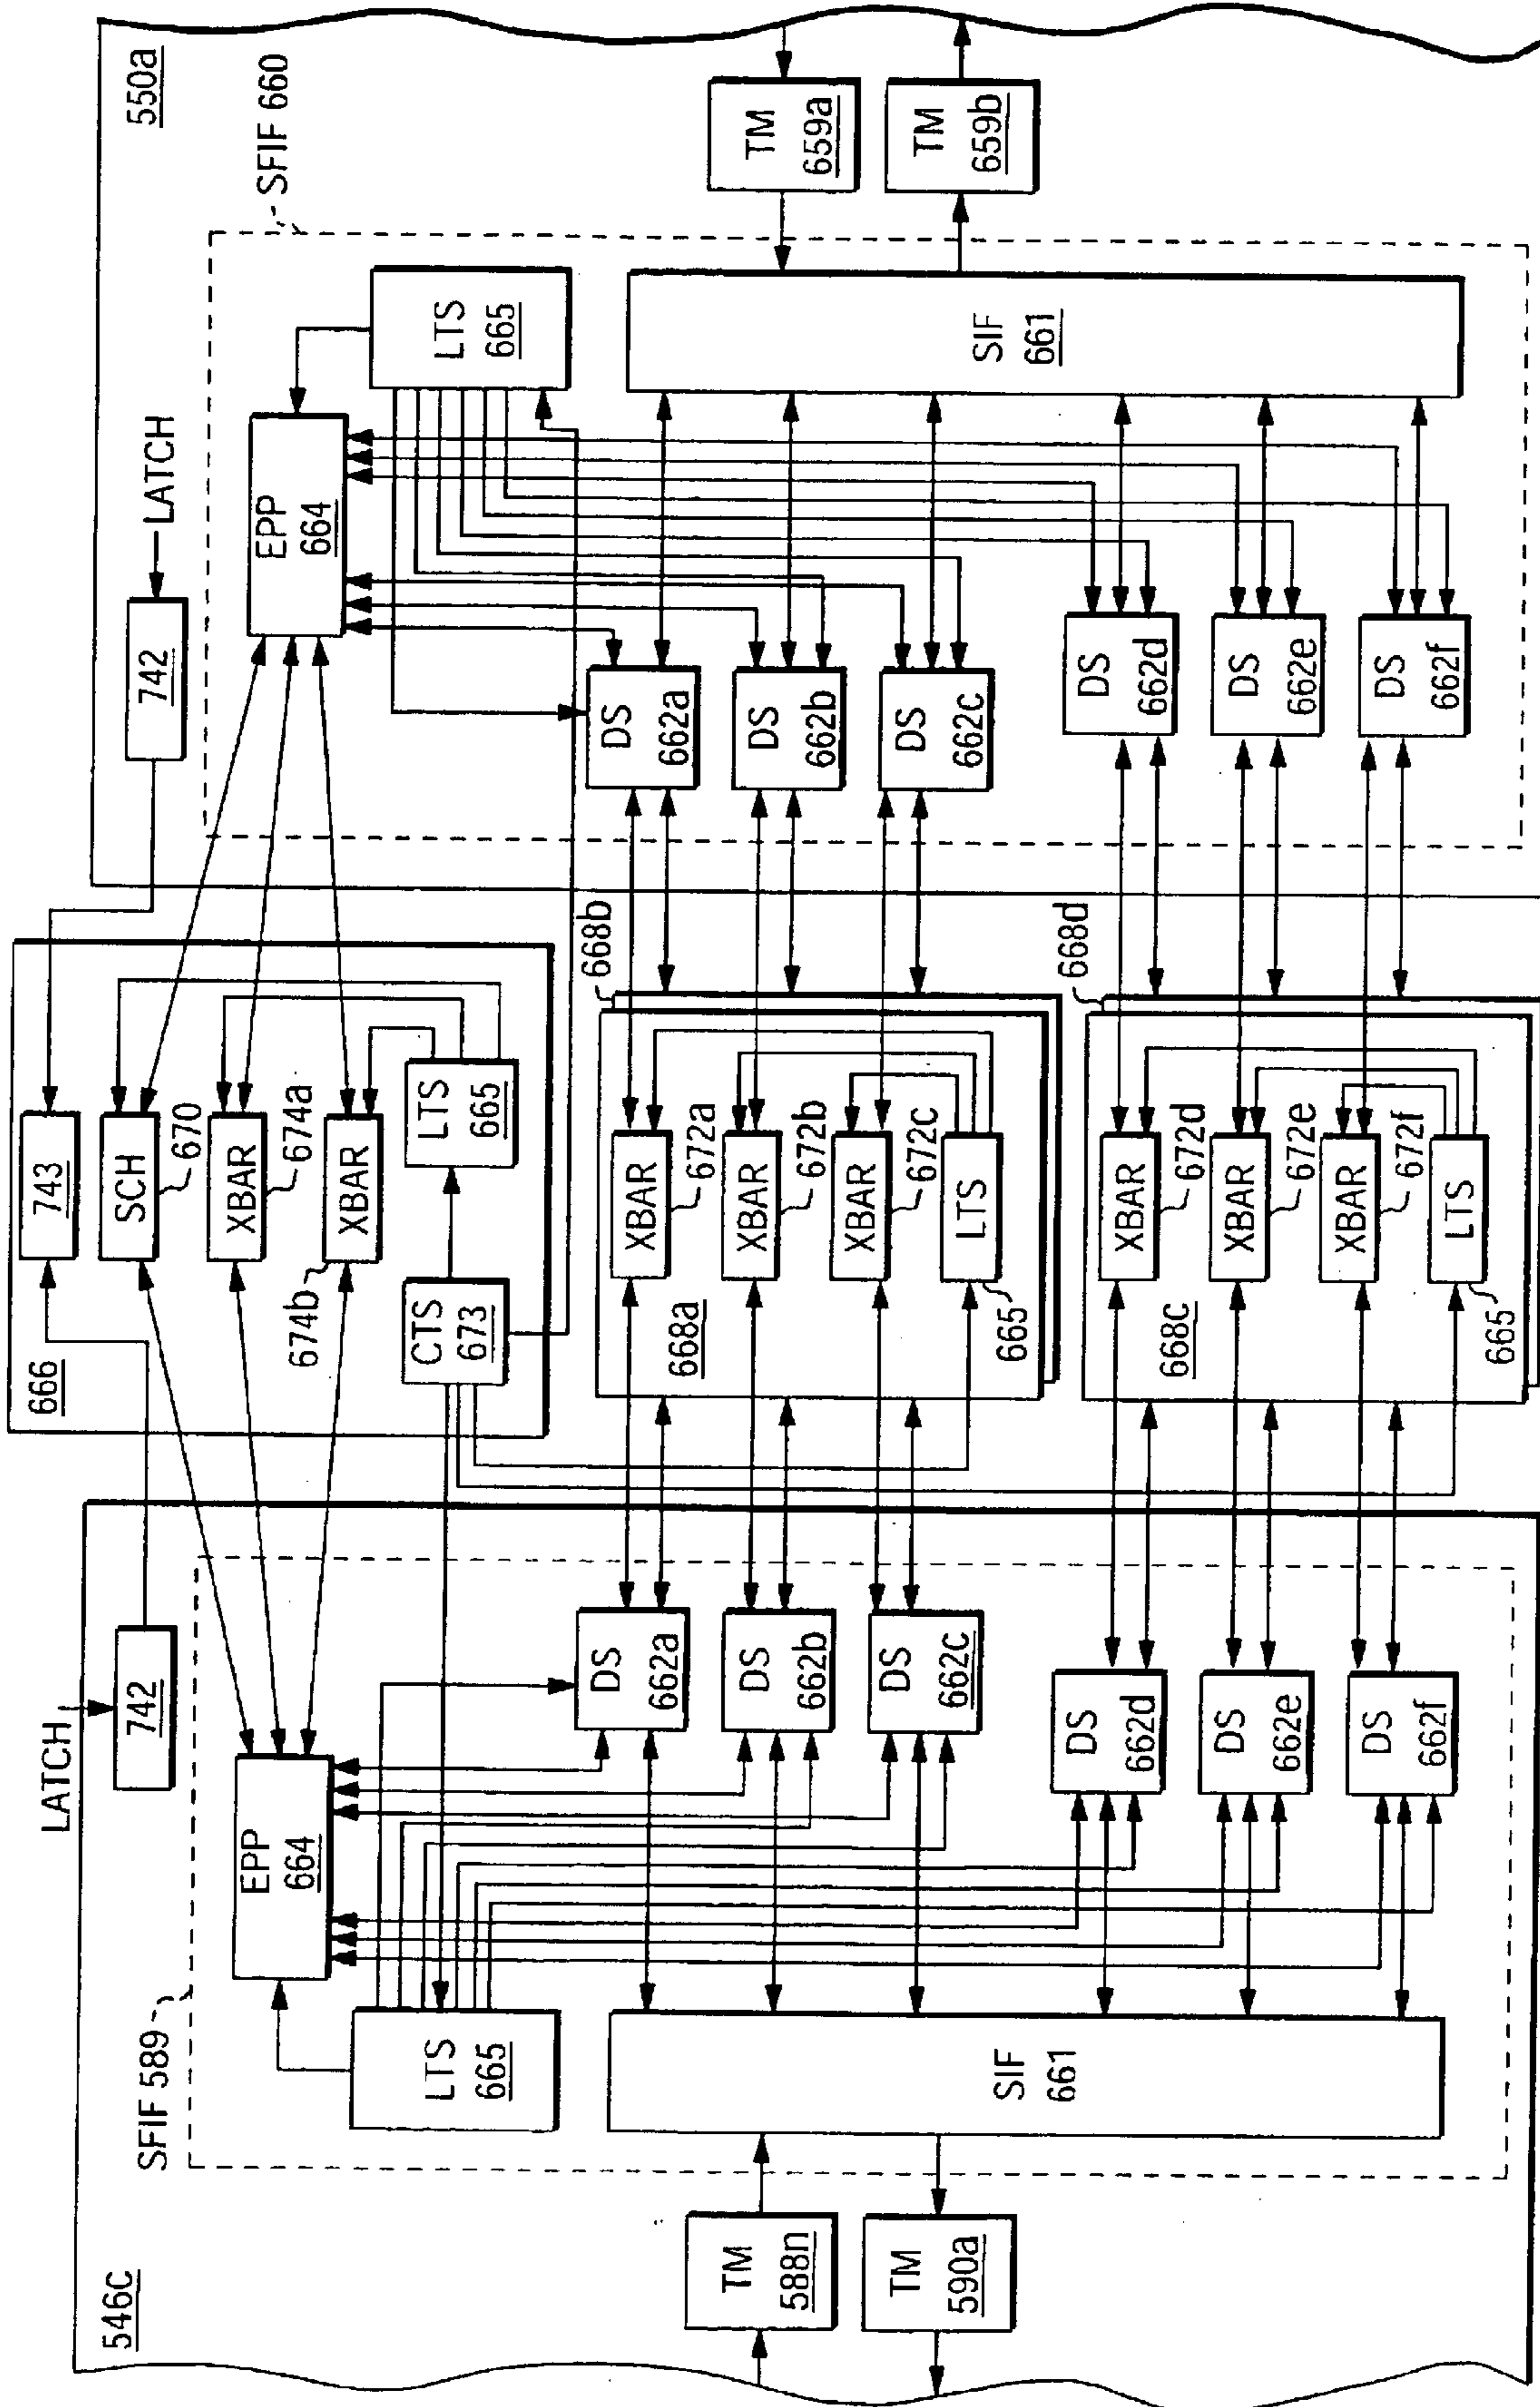 550a
SFIF 660
TM
659a
TM
659b
LATCH
742
EPP
664
LTS
665
SIF
661
DS
662a
DS
662b
DS
662c
DS
662d
DS
662e
DS
662f
666
743
SCH
670
XBAR
674a
XBAR
674b
LTS
665
CTS
673
668b
668a
XBAR
672a
XBAR
672b
XBAR
672c
LTS
665
668d
668c
XBAR
672d
XBAR
672e
XBAR
672f
LTS
665
546C
SFIF 589
LATCH
742
EPP
664
LTS
665
SIF
661
TM
588n
TM
590a
DS
662a
DS
662b
DS
662c
DS
662d
DS
662e
DS
662f